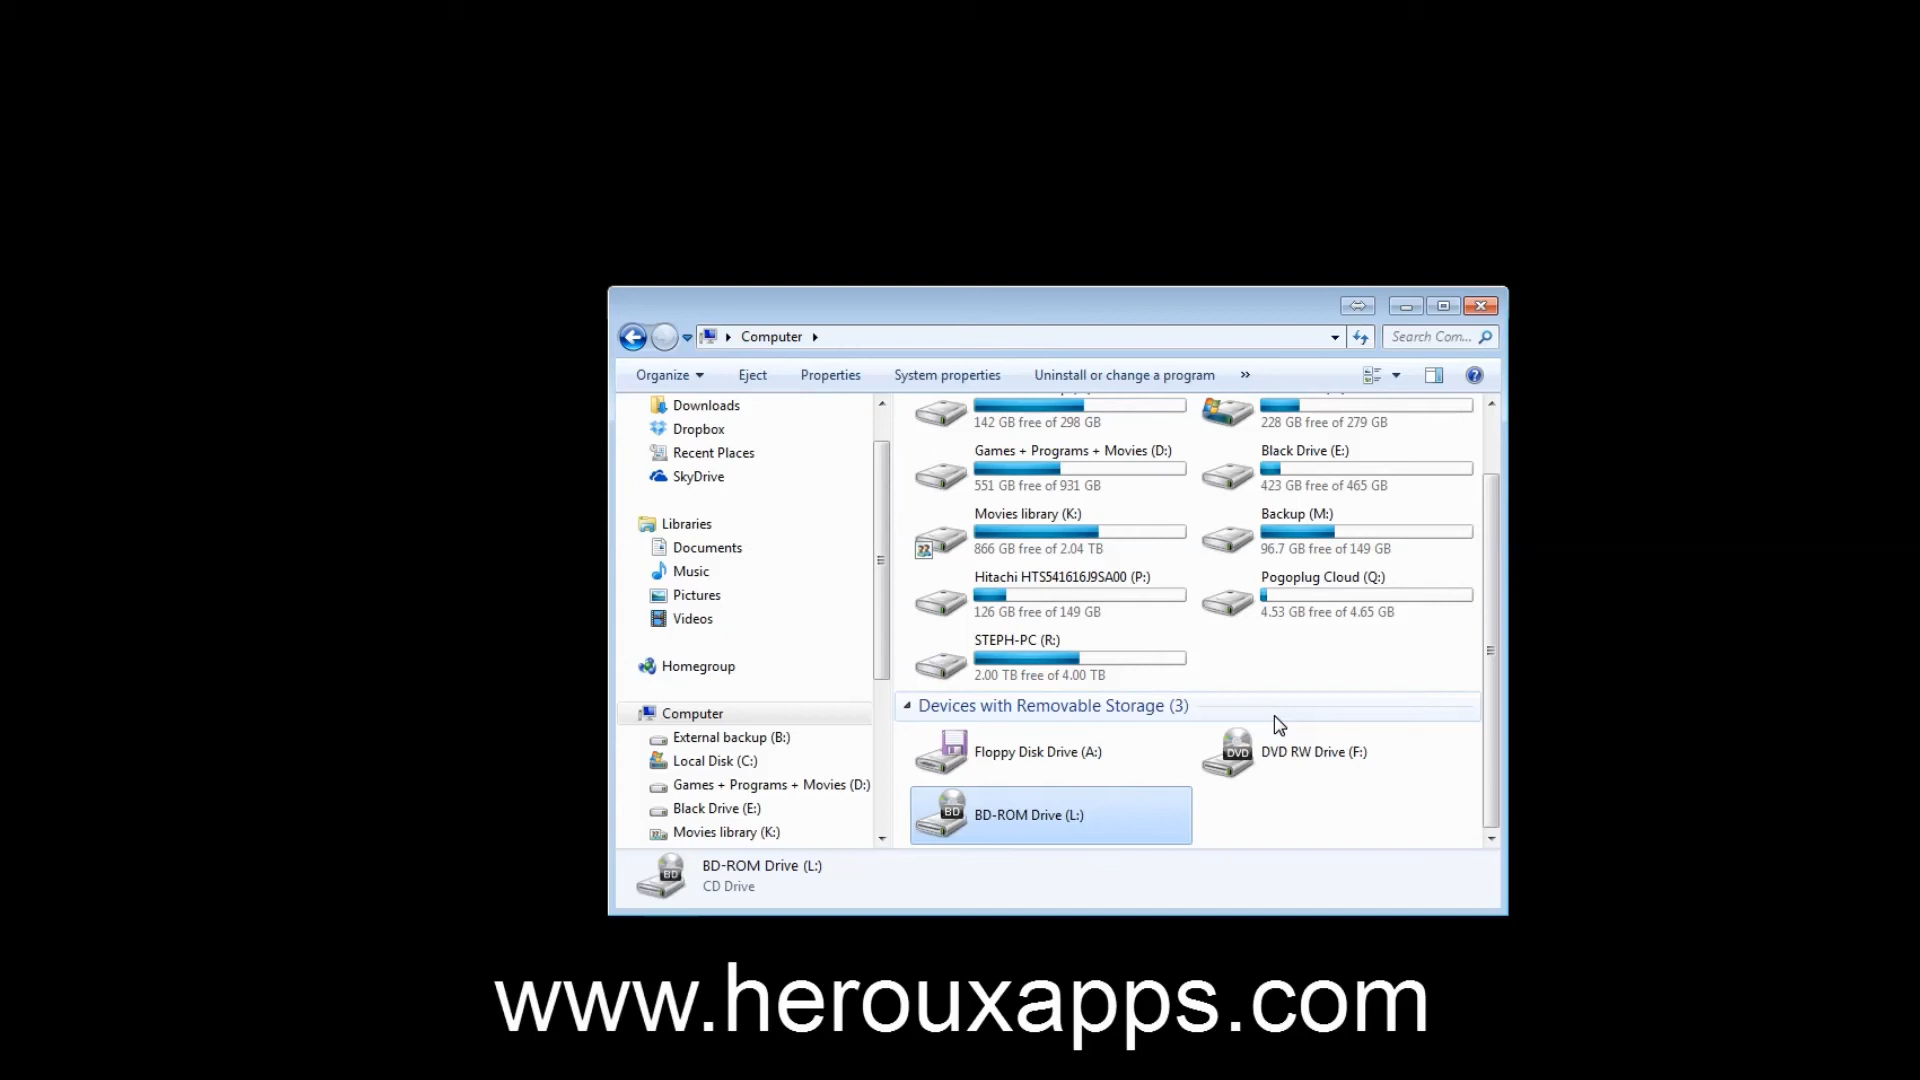 Computer
Search Com...
Organize
Eject
Properties
System properties
Uninstall or change a program
»
Downloads
Dropbox
Recent Places
SkyDrive
Libraries
Documents
Music
Pictures
Videos
Homegroup
Computer
External backup (B:)
Local Disk (C:)
Games + Programs + Movies (D:)
Black Drive (E:)
Movies library (K:)
142 GB free of 298 GB
228 GB free of 279 GB
Games + Programs + Movies (D:)
551 GB free of 931 GB
Black Drive (E:)
423 GB free of 465 GB
Movies library (K:)
866 GB free of 2.04 TB
Backup (M:)
96.7 GB free of 149 GB
Hitachi HTS541616J9SA00 (P:)
126 GB free of 149 GB
Pogoplug Cloud (Q:)
4.53 GB free of 4.65 GB
STEPH-PC (R:)
2.00 TB free of 4.00 TB
Devices with Removable Storage (3)
Floppy Disk Drive (A:)
DVD
DVD RW Drive (F:)
BD
BD-ROM Drive (L:)
BD
BD-ROM Drive (L:)
CD Drive
www.herouxapps.com